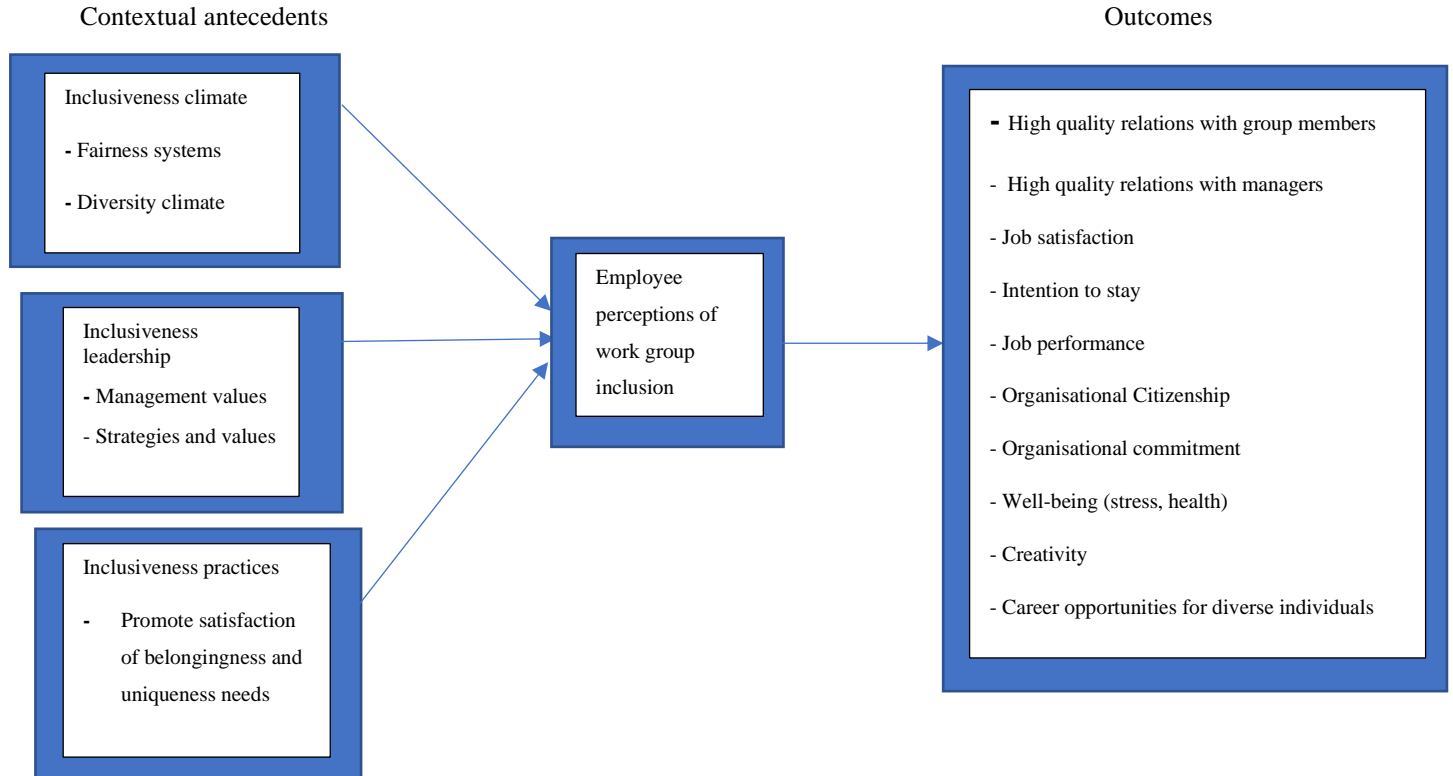 Contextual antecedents
Outcomes
Inclusiveness climate
- Fairness systems
- Diversity climate
Inclusiveness
leadership
- Management values
- Strategies and values
Inclusiveness practices
- Promote satisfaction
of belongingness and
uniqueness needs
Employee
perceptions of
work group
inclusion
- High quality relations with group members
- High quality relations with managers
- Job satisfaction
- Intention to stay
- Job performance
- Organisational Citizenship
- Organisational commitment
- Well-being (stress, health)
- Creativity
- Career opportunities for diverse individuals